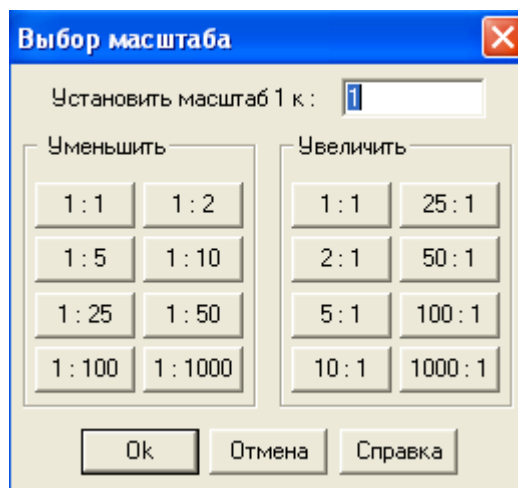 Выбор масштаба
Установить масштаб 1 к : 1
Уменьшить
1 : 1 1 : 2
1 : 5 1 : 10
1 : 25 1 : 50
1 : 100 1 : 1000
Увеличить
1 : 1 25 : 1
2 : 1 50 : 1
5 : 1 100 : 1
10 : 1 1000 : 1
Ok Отмена Справка